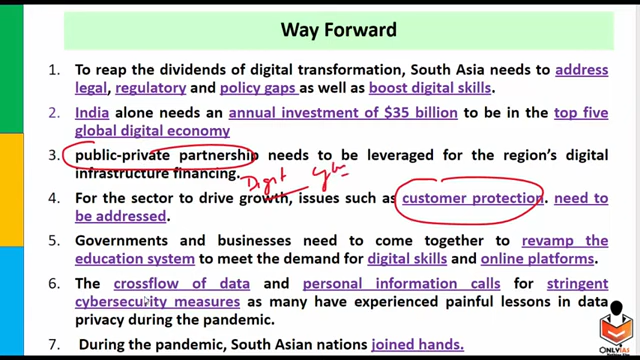 Way Forward
1. To reap the dividends of digital transformation, South Asia needs to address
legal, regulatory and policy gaps as well as boost digital skills.
2. India alone needs an annual investment of $35 billion to be in the top five
global digital economy
3. public-private partnership needs to be leveraged for the region's digital
infrastructure financing.
4. For the sector to drive growth, issues such as customer protection. need to
be addressed.
5. Governments and businesses need to come together to revamp the
education system to meet the demand for digital skills and online platforms.
6. The crossflow of data and personal information calls for stringent
cybersecurity measures as many have experienced painful lessons in data
privacy during the pandemic.
7. During the pandemic, South Asian nations joined hands.
ONLYIAS